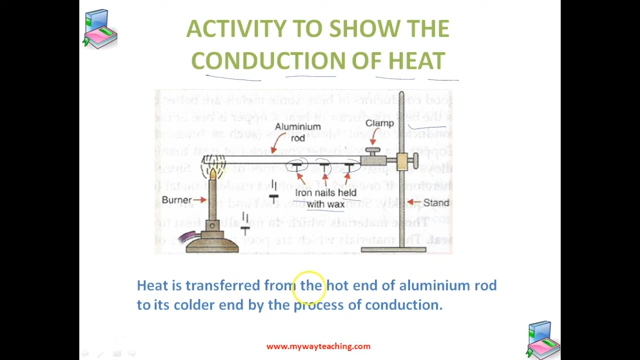 ACTIVITY TO SHOW THE
CONDUCTION OF HEAT
Aluminium
rod
Clamp
Burner
Iron nails held
with wax
Stand
Heat is transferred from the hot end of aluminium rod
to its colder end by the process of conduction.
www.mywayteaching.com